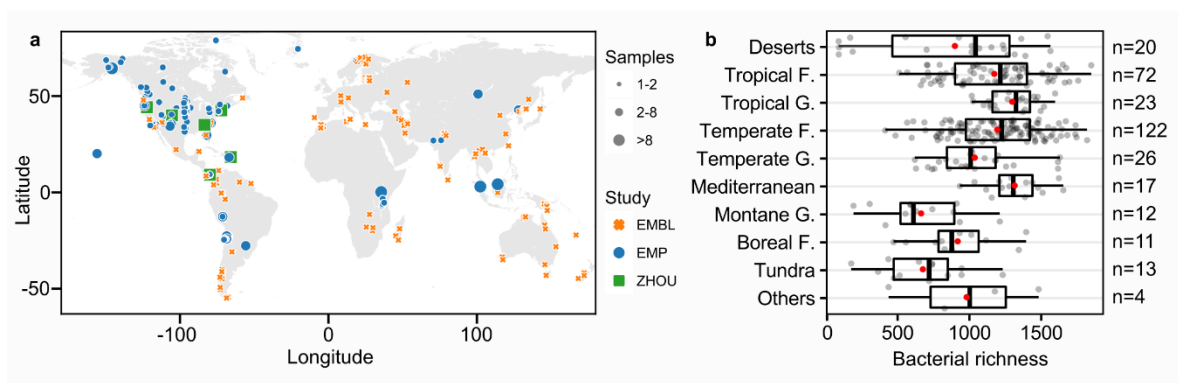 a
Samples
1-2
2-8
>8
Study
EMBL
EMP
ZHOU
50
0
-50
Latitude
-100
0
100
Longitude
b
Deserts
n=20
Tropical F.
n=72
Tropical G.
n=23
Temperate F.
n=122
Temperate G.
n=26
Mediterranean
n=17
Montane G.
n=12
Boreal F.
n=11
Tundra
n=13
Others
n=4
0
500
1000
1500
Bacterial richness